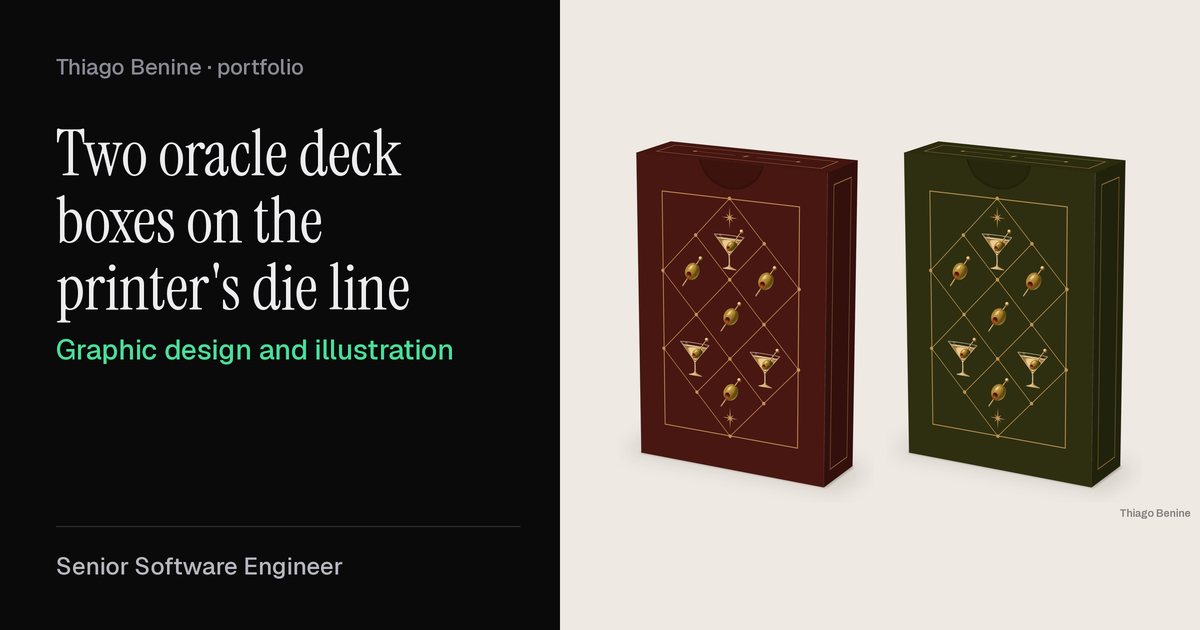 Thiago Benine · portfolio
Two oracle deck
boxes on the
printer's die line
Graphic design and illustration
Senior Software Engineer
Thiago Benine